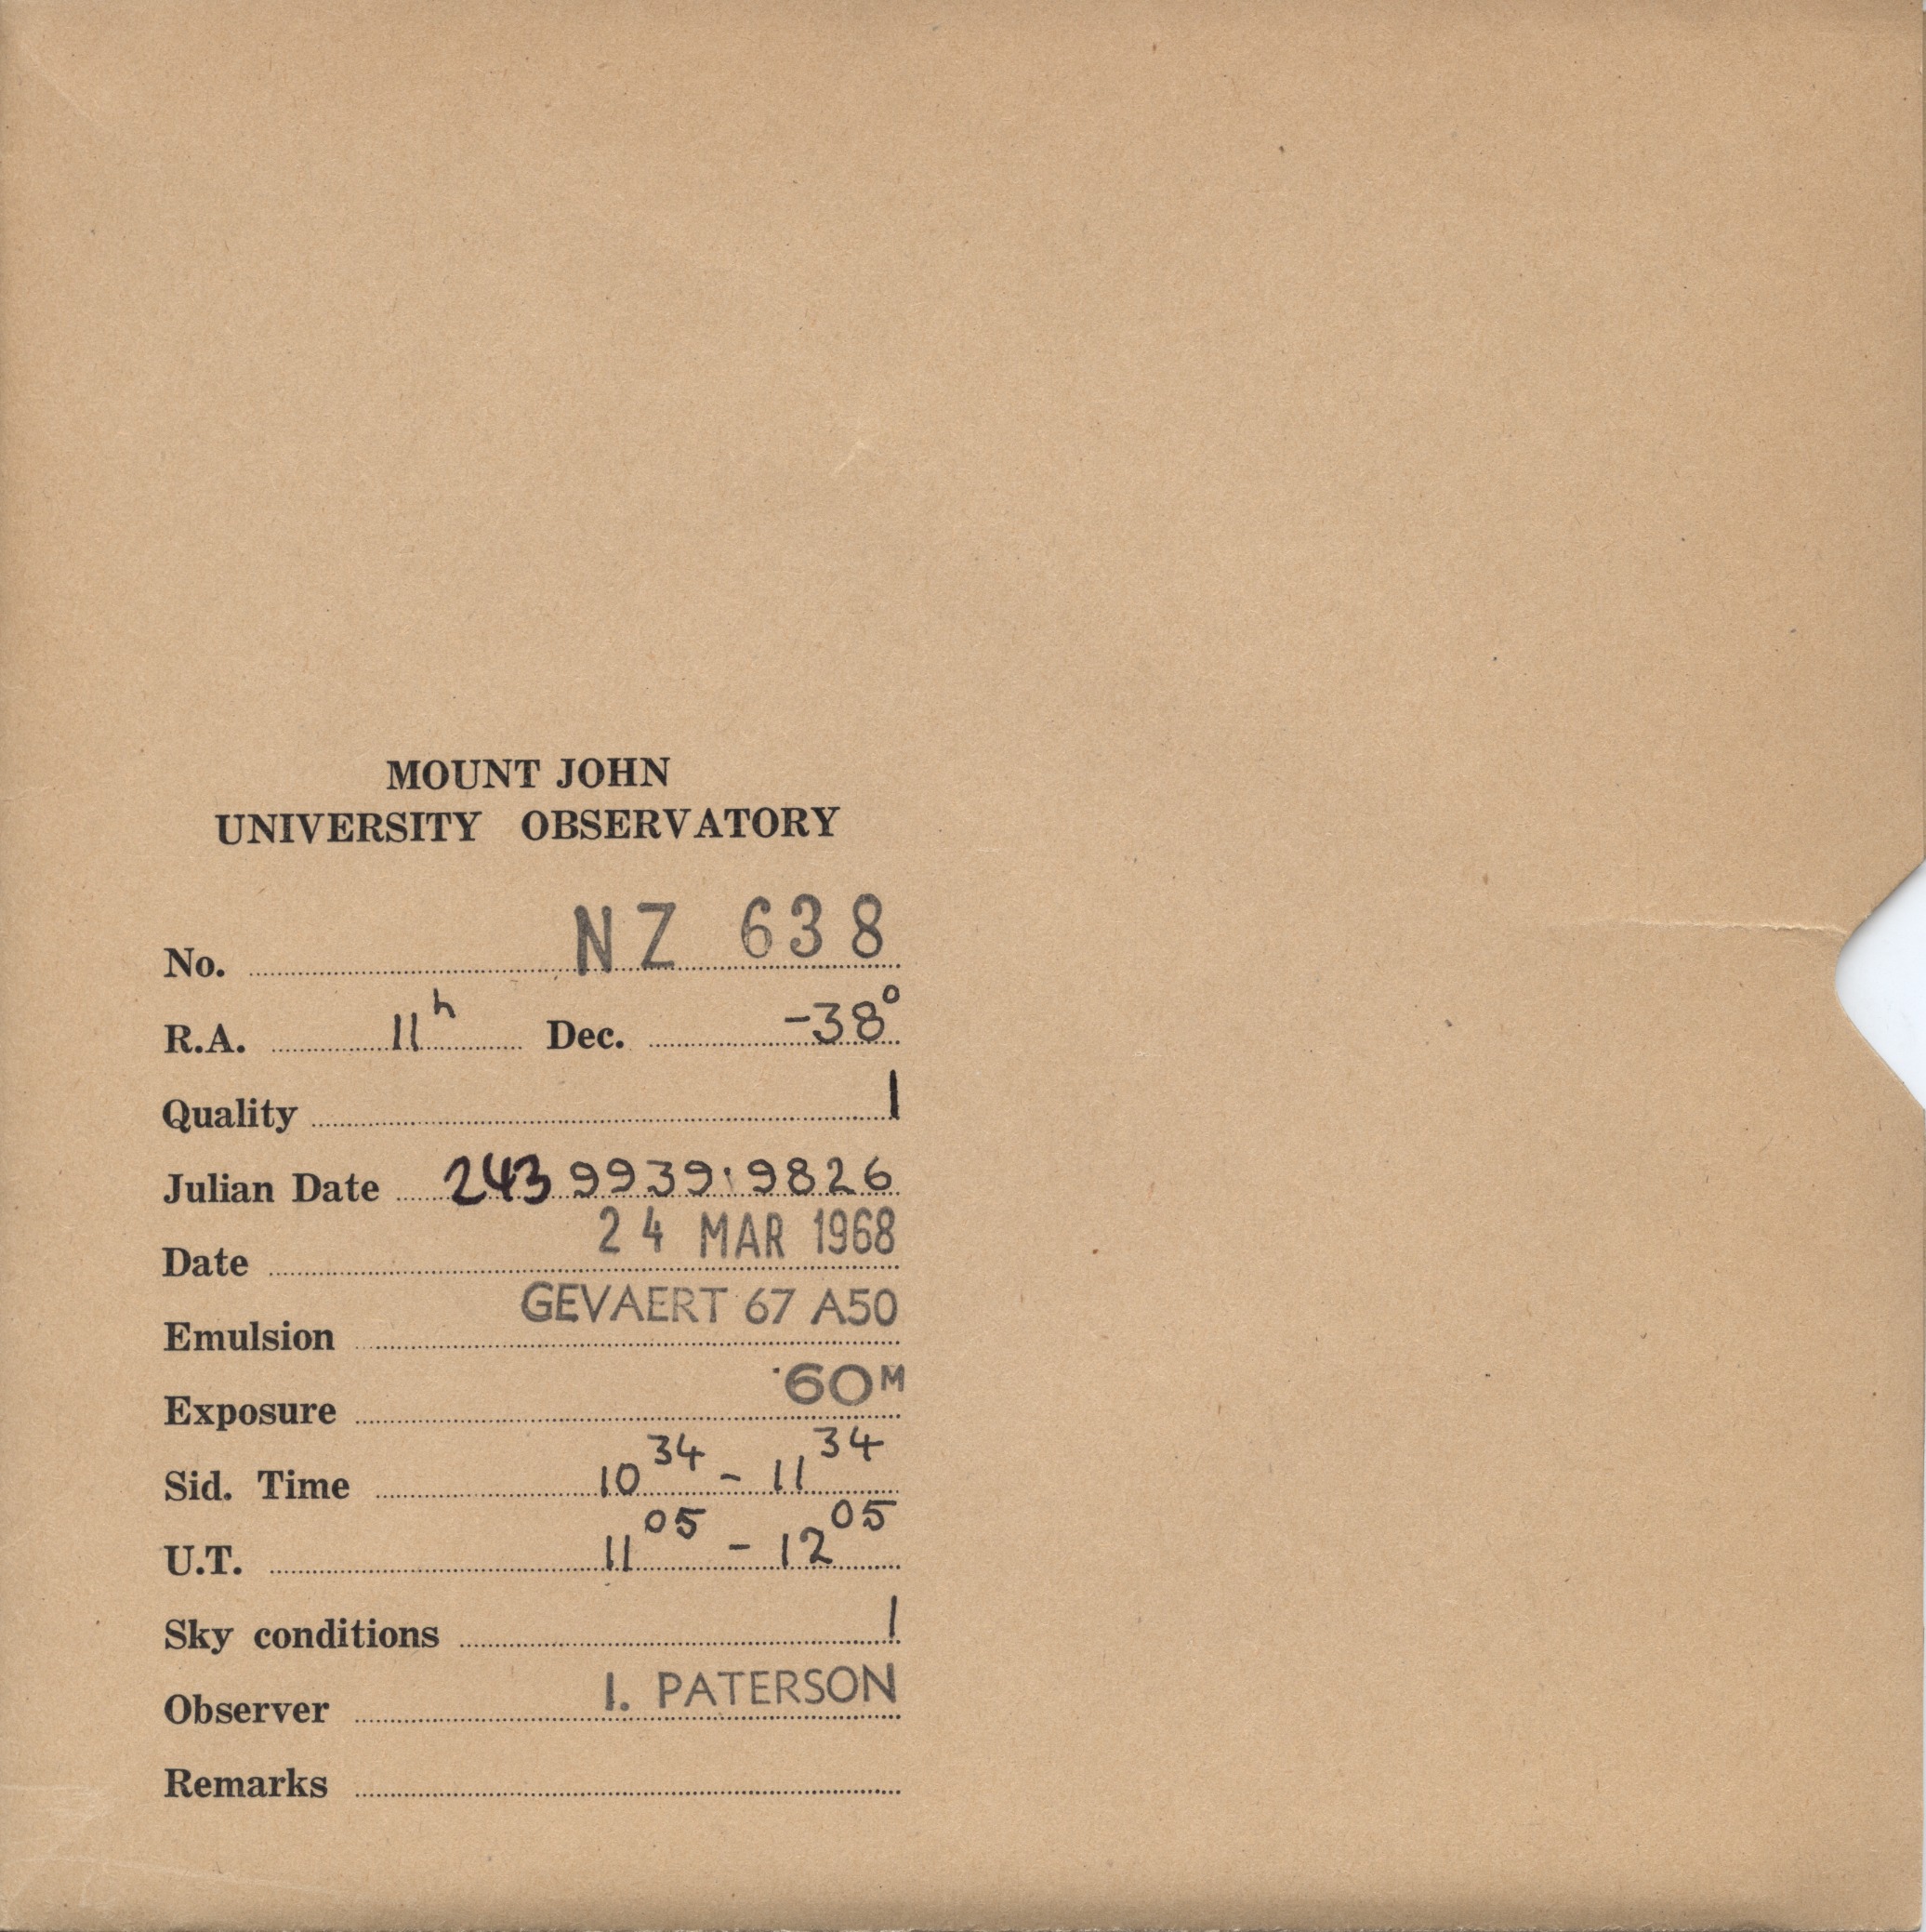 MOUNT JOHN
UNIVERSITY OBSERVATORY
No. NZ 638
R.A. 11h Dec. -38°
Quality 1
Julian Date 2439939.9826
Date 24 MAR 1968
Emulsion GEVAERT 67 A50
Exposure 60M
Sid. Time 10 34 - 11 34
U.T. 11 05 - 12 05
Sky conditions 1
Observer I. PATERSON
Remarks